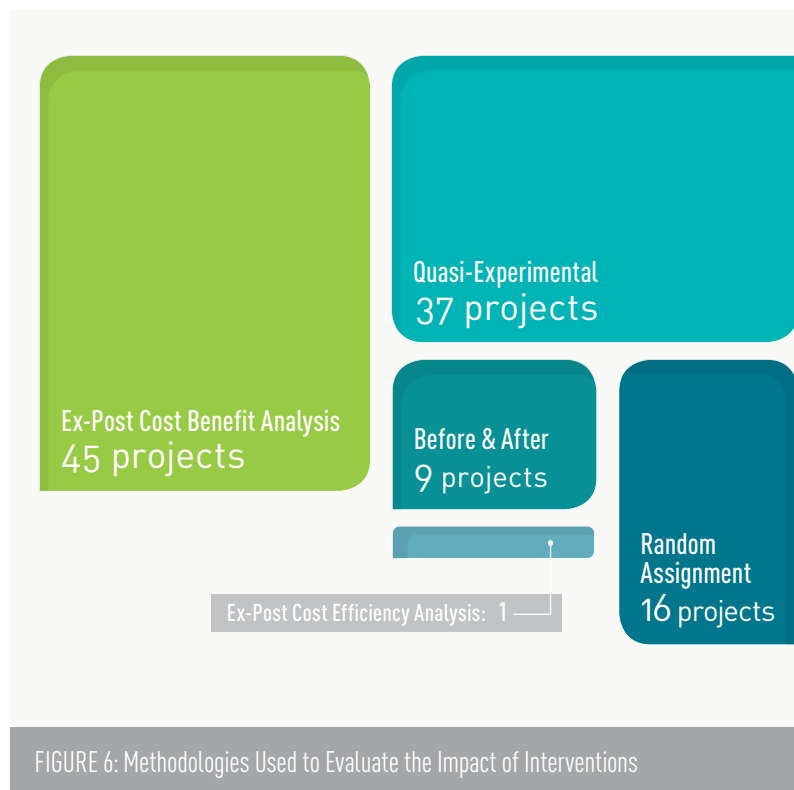 Ex-Post Cost Benefit Analysis
45 projects
Quasi-Experimental
37 projects
Before & After
9 projects
Random
Assignment
16 projects
Ex-Post Cost Efficiency Analysis: 1
FIGURE 6: Methodologies Used to Evaluate the Impact of Interventions